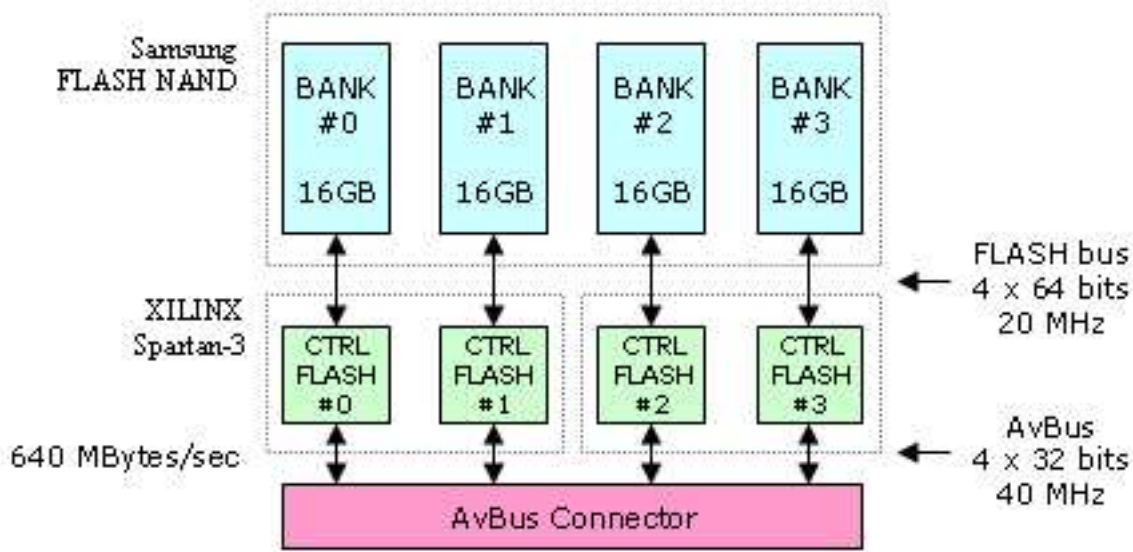 Samsung
FLASH NAND
BANK
#0
16GB
BANK
#1
16GB
BANK
#2
16GB
BANK
#3
16GB
FLASH bus
4 x 64 bits
20 MHz
XILINX
Spartan-3
CTRL
FLASH
#0
CTRL
FLASH
#1
CTRL
FLASH
#2
CTRL
FLASH
#3
640 MBytes/sec
AvBus
4 x 32 bits
40 MHz
AvBus Connector